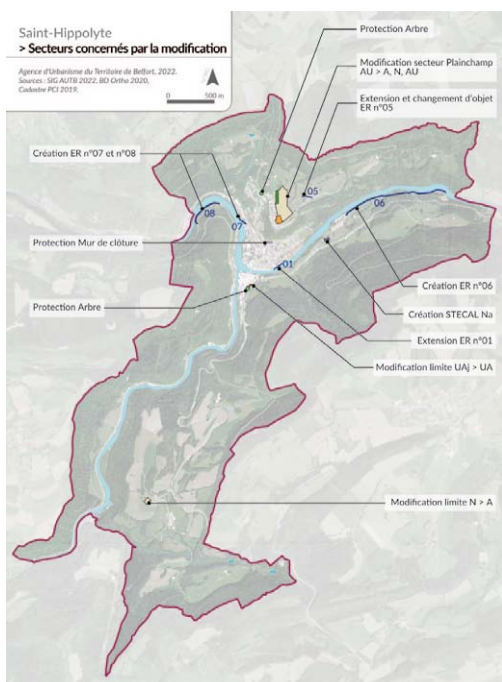 Saint-Hippolyte
> Secteurs concernés par la modification
Agence d'Urbanisme du Territoire de Belfort, 2022.
Sources : SIG AUTB 2022, BD Ortho 2020,
Cadastre PCI 2019.
0 500 m
Protection Arbre
Modification secteur Plainchamp
AU > A, N, AU
Extension et changement d'objet
ER n°05
Création ER n°07 et n°08
05
08
06
07
Protection Mur de clôture
01
Création ER n°06
Protection Arbre
Création STECAL Na
Extension ER n°01
Modification limite UAj > UA
Modification limite N > A